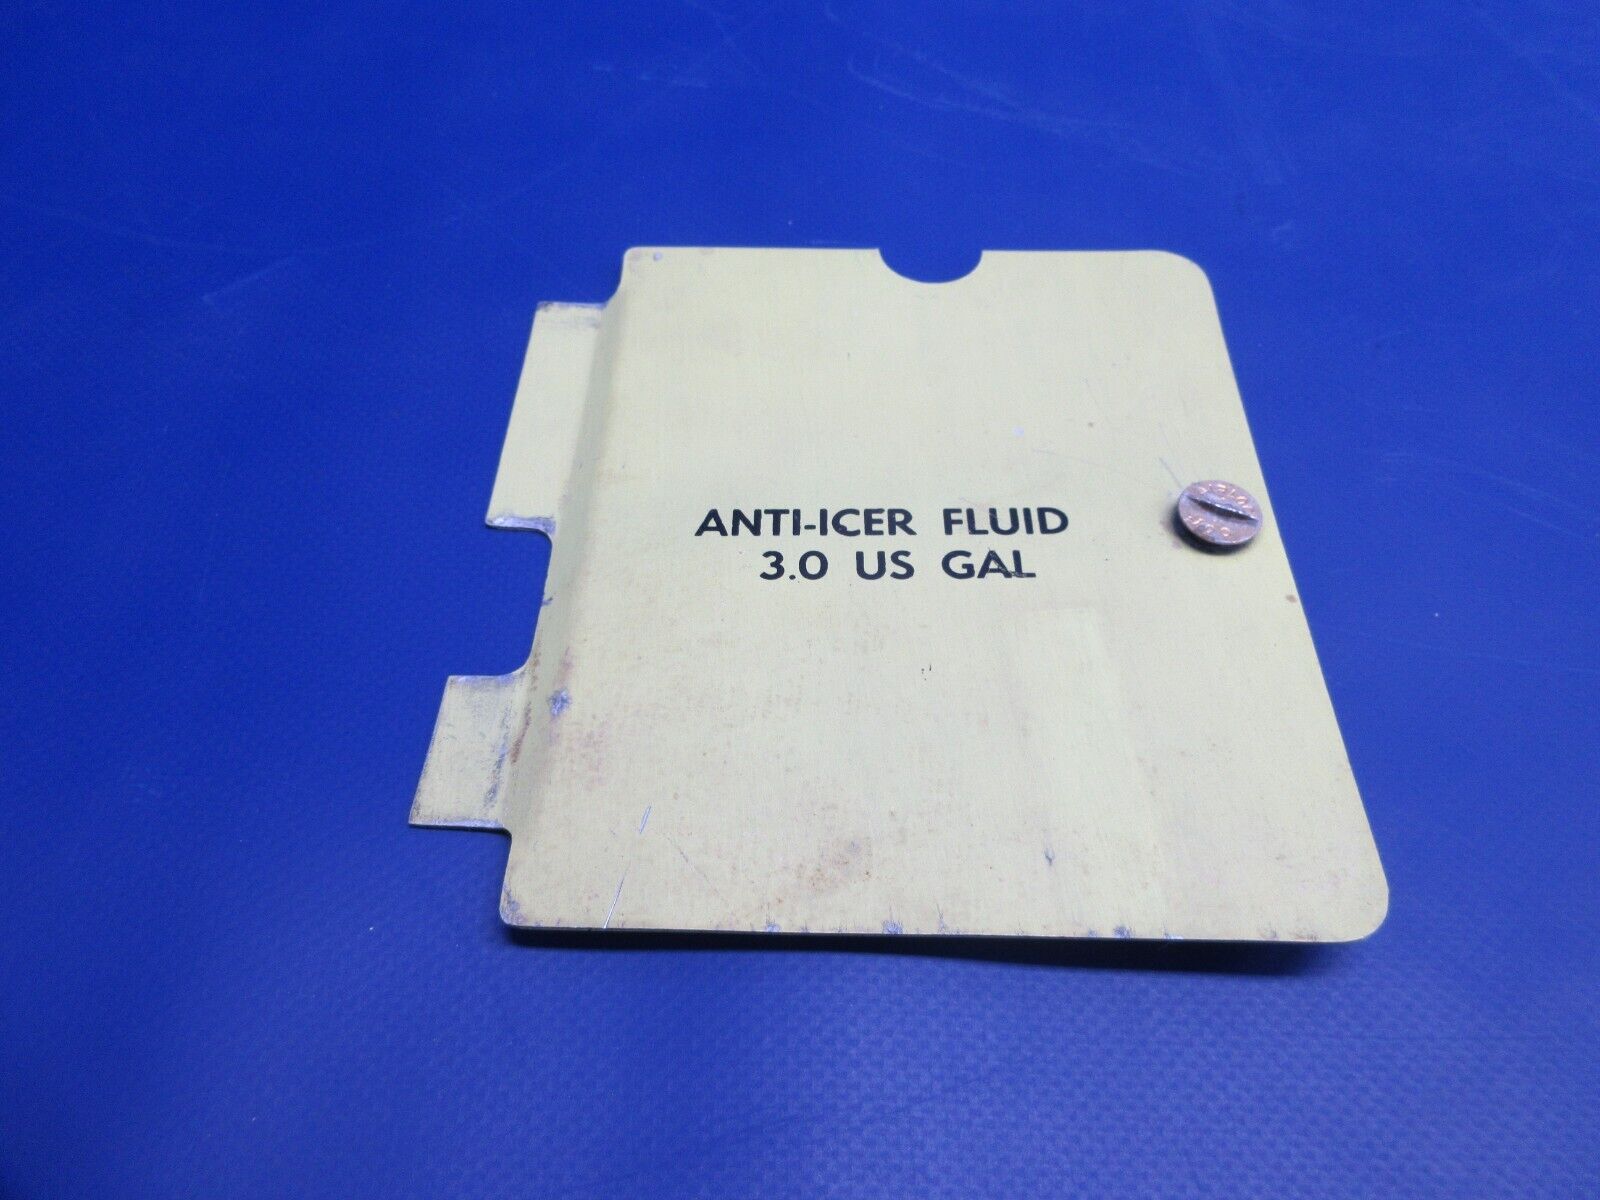 ANTI-ICER FLUID
3.0 US GAL